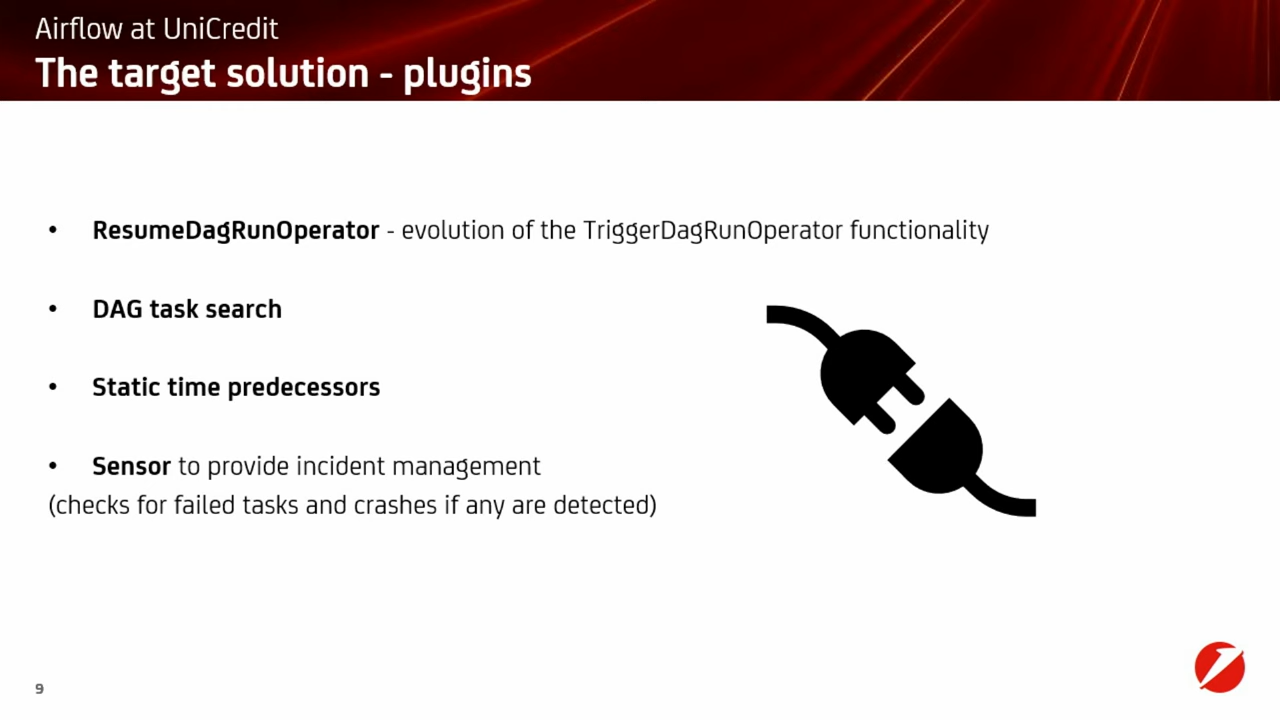 Airflow at UniCredit
The target solution - plugins
• ResumeDagRunOperator - evolution of the TriggerDagRunOperator functionality
• DAG task search
• Static time predecessors
• Sensor to provide incident management
(checks for failed tasks and crashes if any are detected)
9